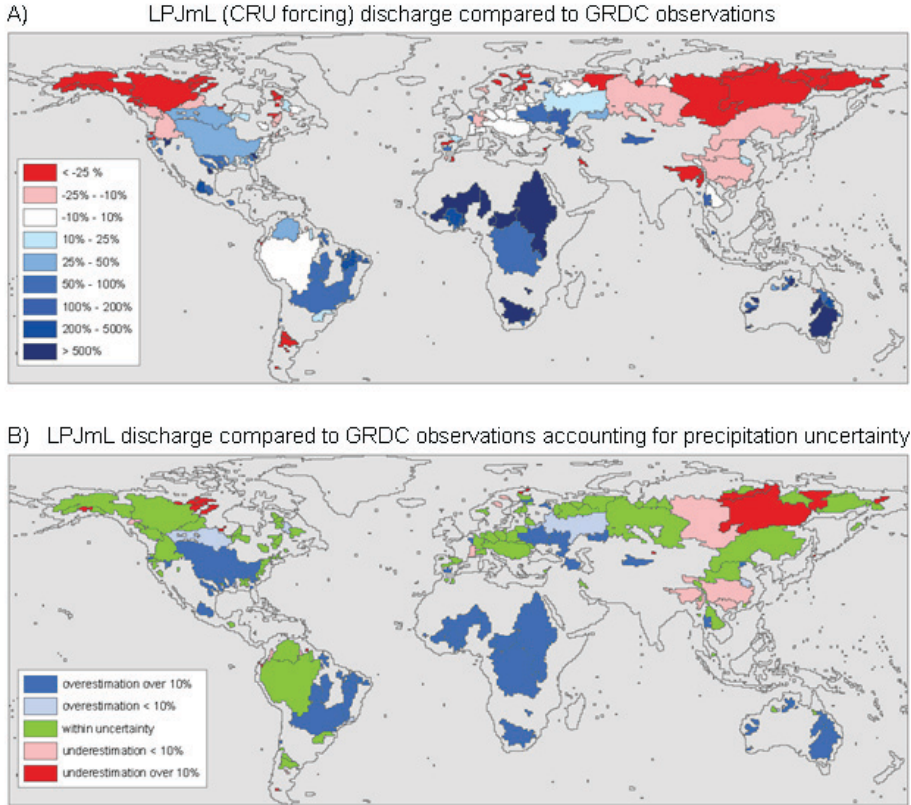 A) LPJmL (CRU forcing) discharge compared to GRDC observations
< -25 %
-25% - -10%
-10% - 10%
10% - 25%
25% - 50%
50% - 100%
100% - 200%
200% - 500%
> 500%
B) LPJmL discharge compared to GRDC observations accounting for precipitation uncertainty
overestimation over 10%
overestimation < 10%
within uncertainty
underestimation < 10%
underestimation over 10%